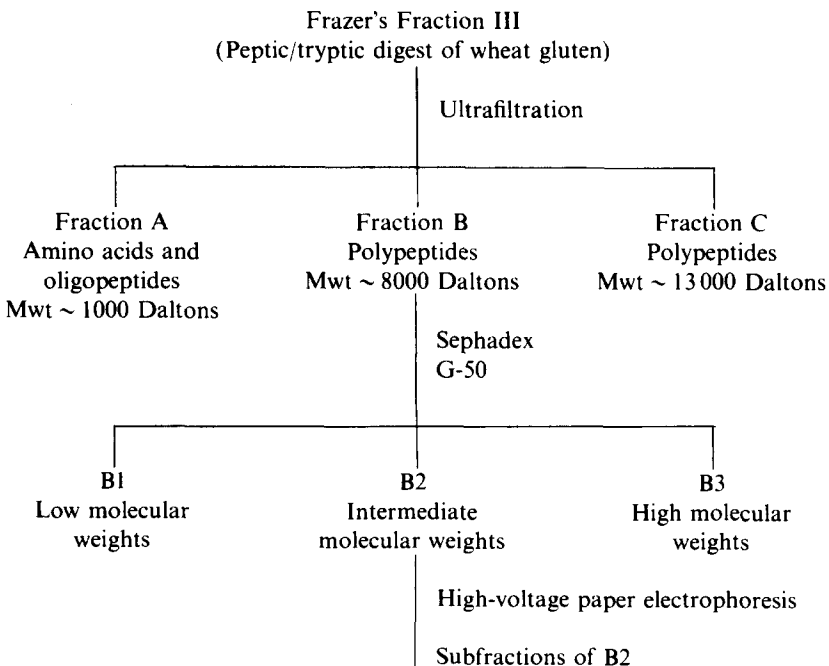 Frazer's Fraction III
(Peptic/tryptic digest of wheat gluten)
Ultrafiltration
Fraction A
Amino acids and
oligopeptides
Mwt ~ 1000 Daltons
Fraction B
Polypeptides
Mwt ~ 8000 Daltons
Fraction C
Polypeptides
Mwt ~ 13 000 Daltons
Sephadex
G-50
B1
Low molecular
weights
B2
Intermediate
molecular weights
B3
High molecular
weights
High-voltage paper electrophoresis
Subfractions of B2